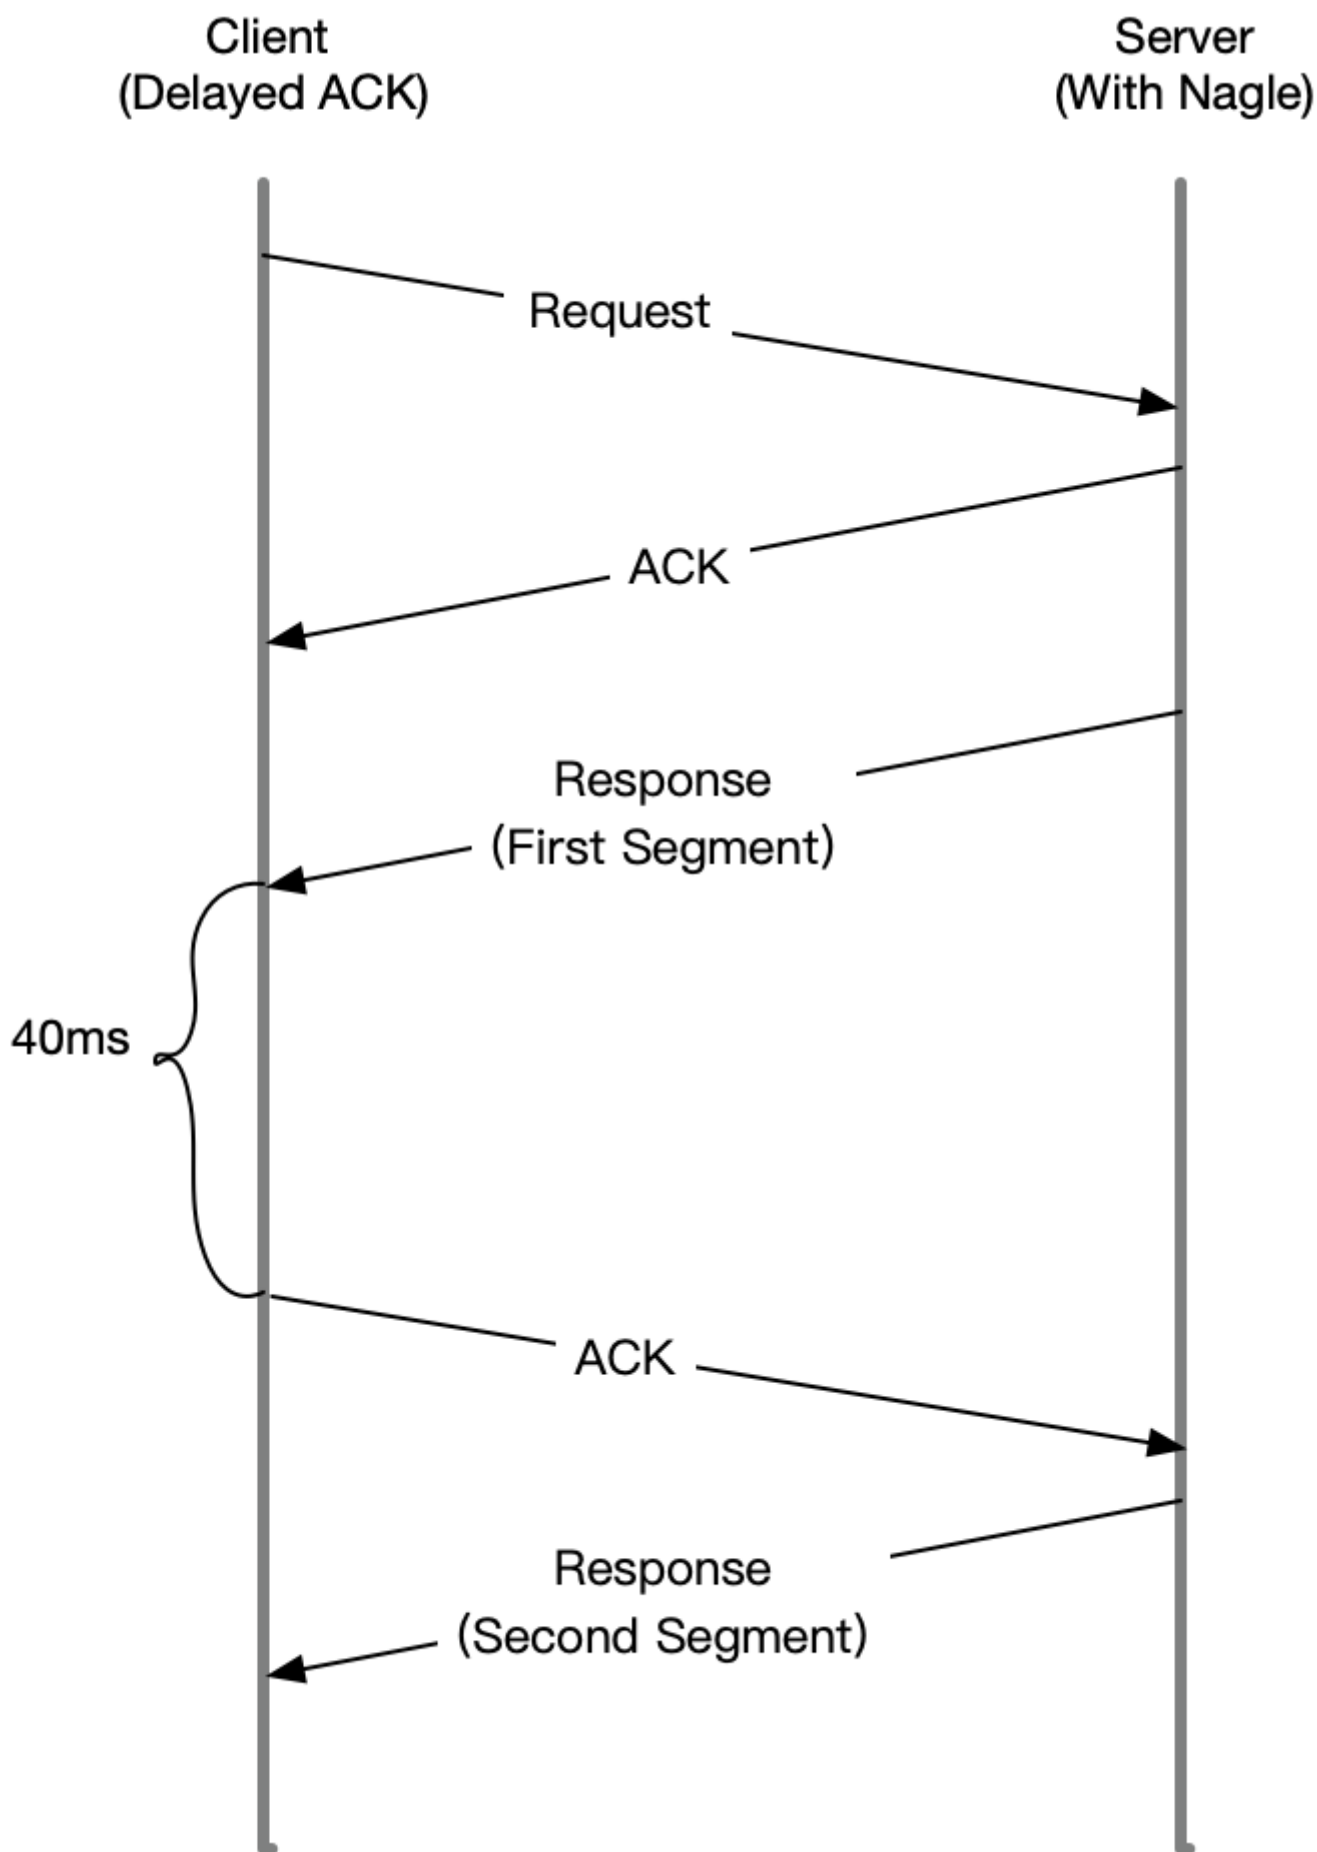 Client
(Delayed ACK)
Server
(With Nagle)
Request
ACK
Response
(First Segment)
40ms
ACK
Response
(Second Segment)